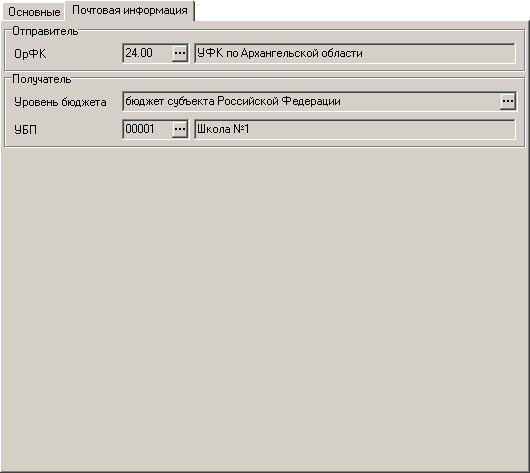 Основные Почтовая информация
Отправитель
ОрФК 24.00 ... УФК по Архангельской области
Получатель
Уровень бюджета бюджет субъекта Российской Федерации ...
УБП 00001 ... Школа №1